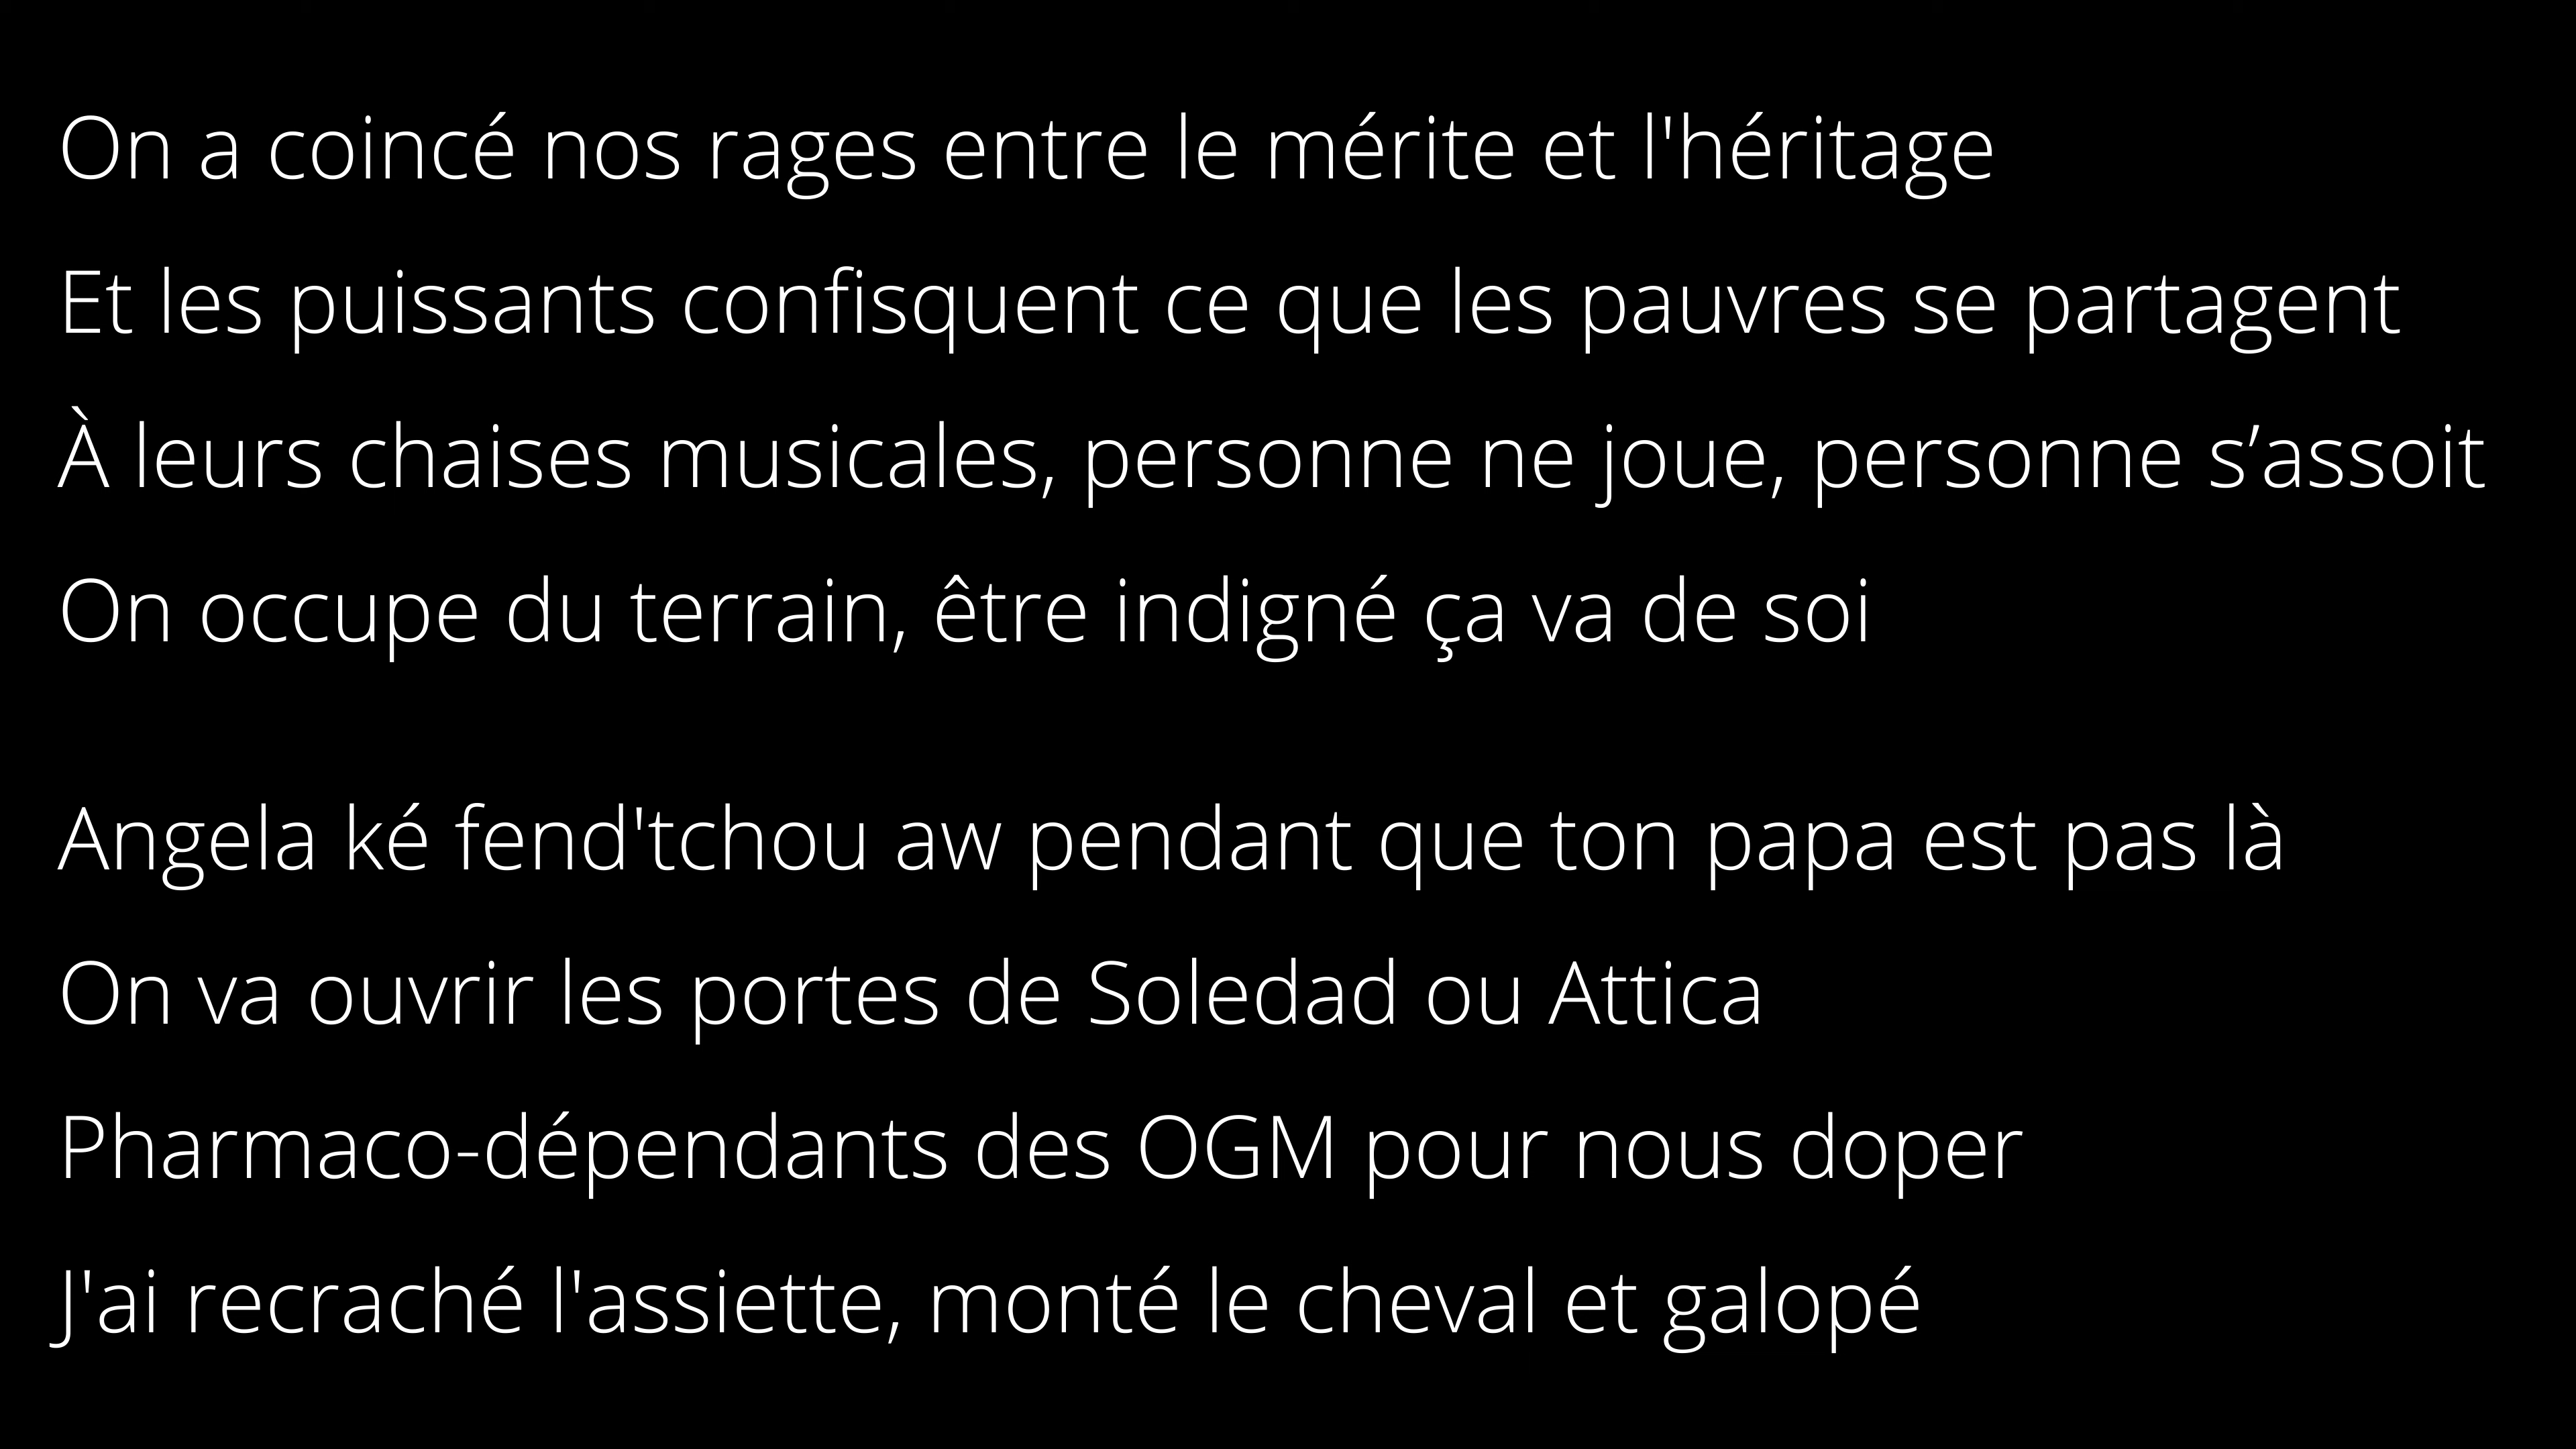 On a coincé nos rages entre le mérite et l'héritage
Et les puissants confisquent ce que les pauvres se partagent
À leurs chaises musicales, personne ne joue, personne s’assoit
On occupe du terrain, être indigné ça va de soi
Angela ké fend'tchou aw pendant que ton papa est pas là
On va ouvrir les portes de Soledad ou Attica
Pharmaco-dépendants des OGM pour nous doper
J'ai recraché l'assiette, monté le cheval et galopé